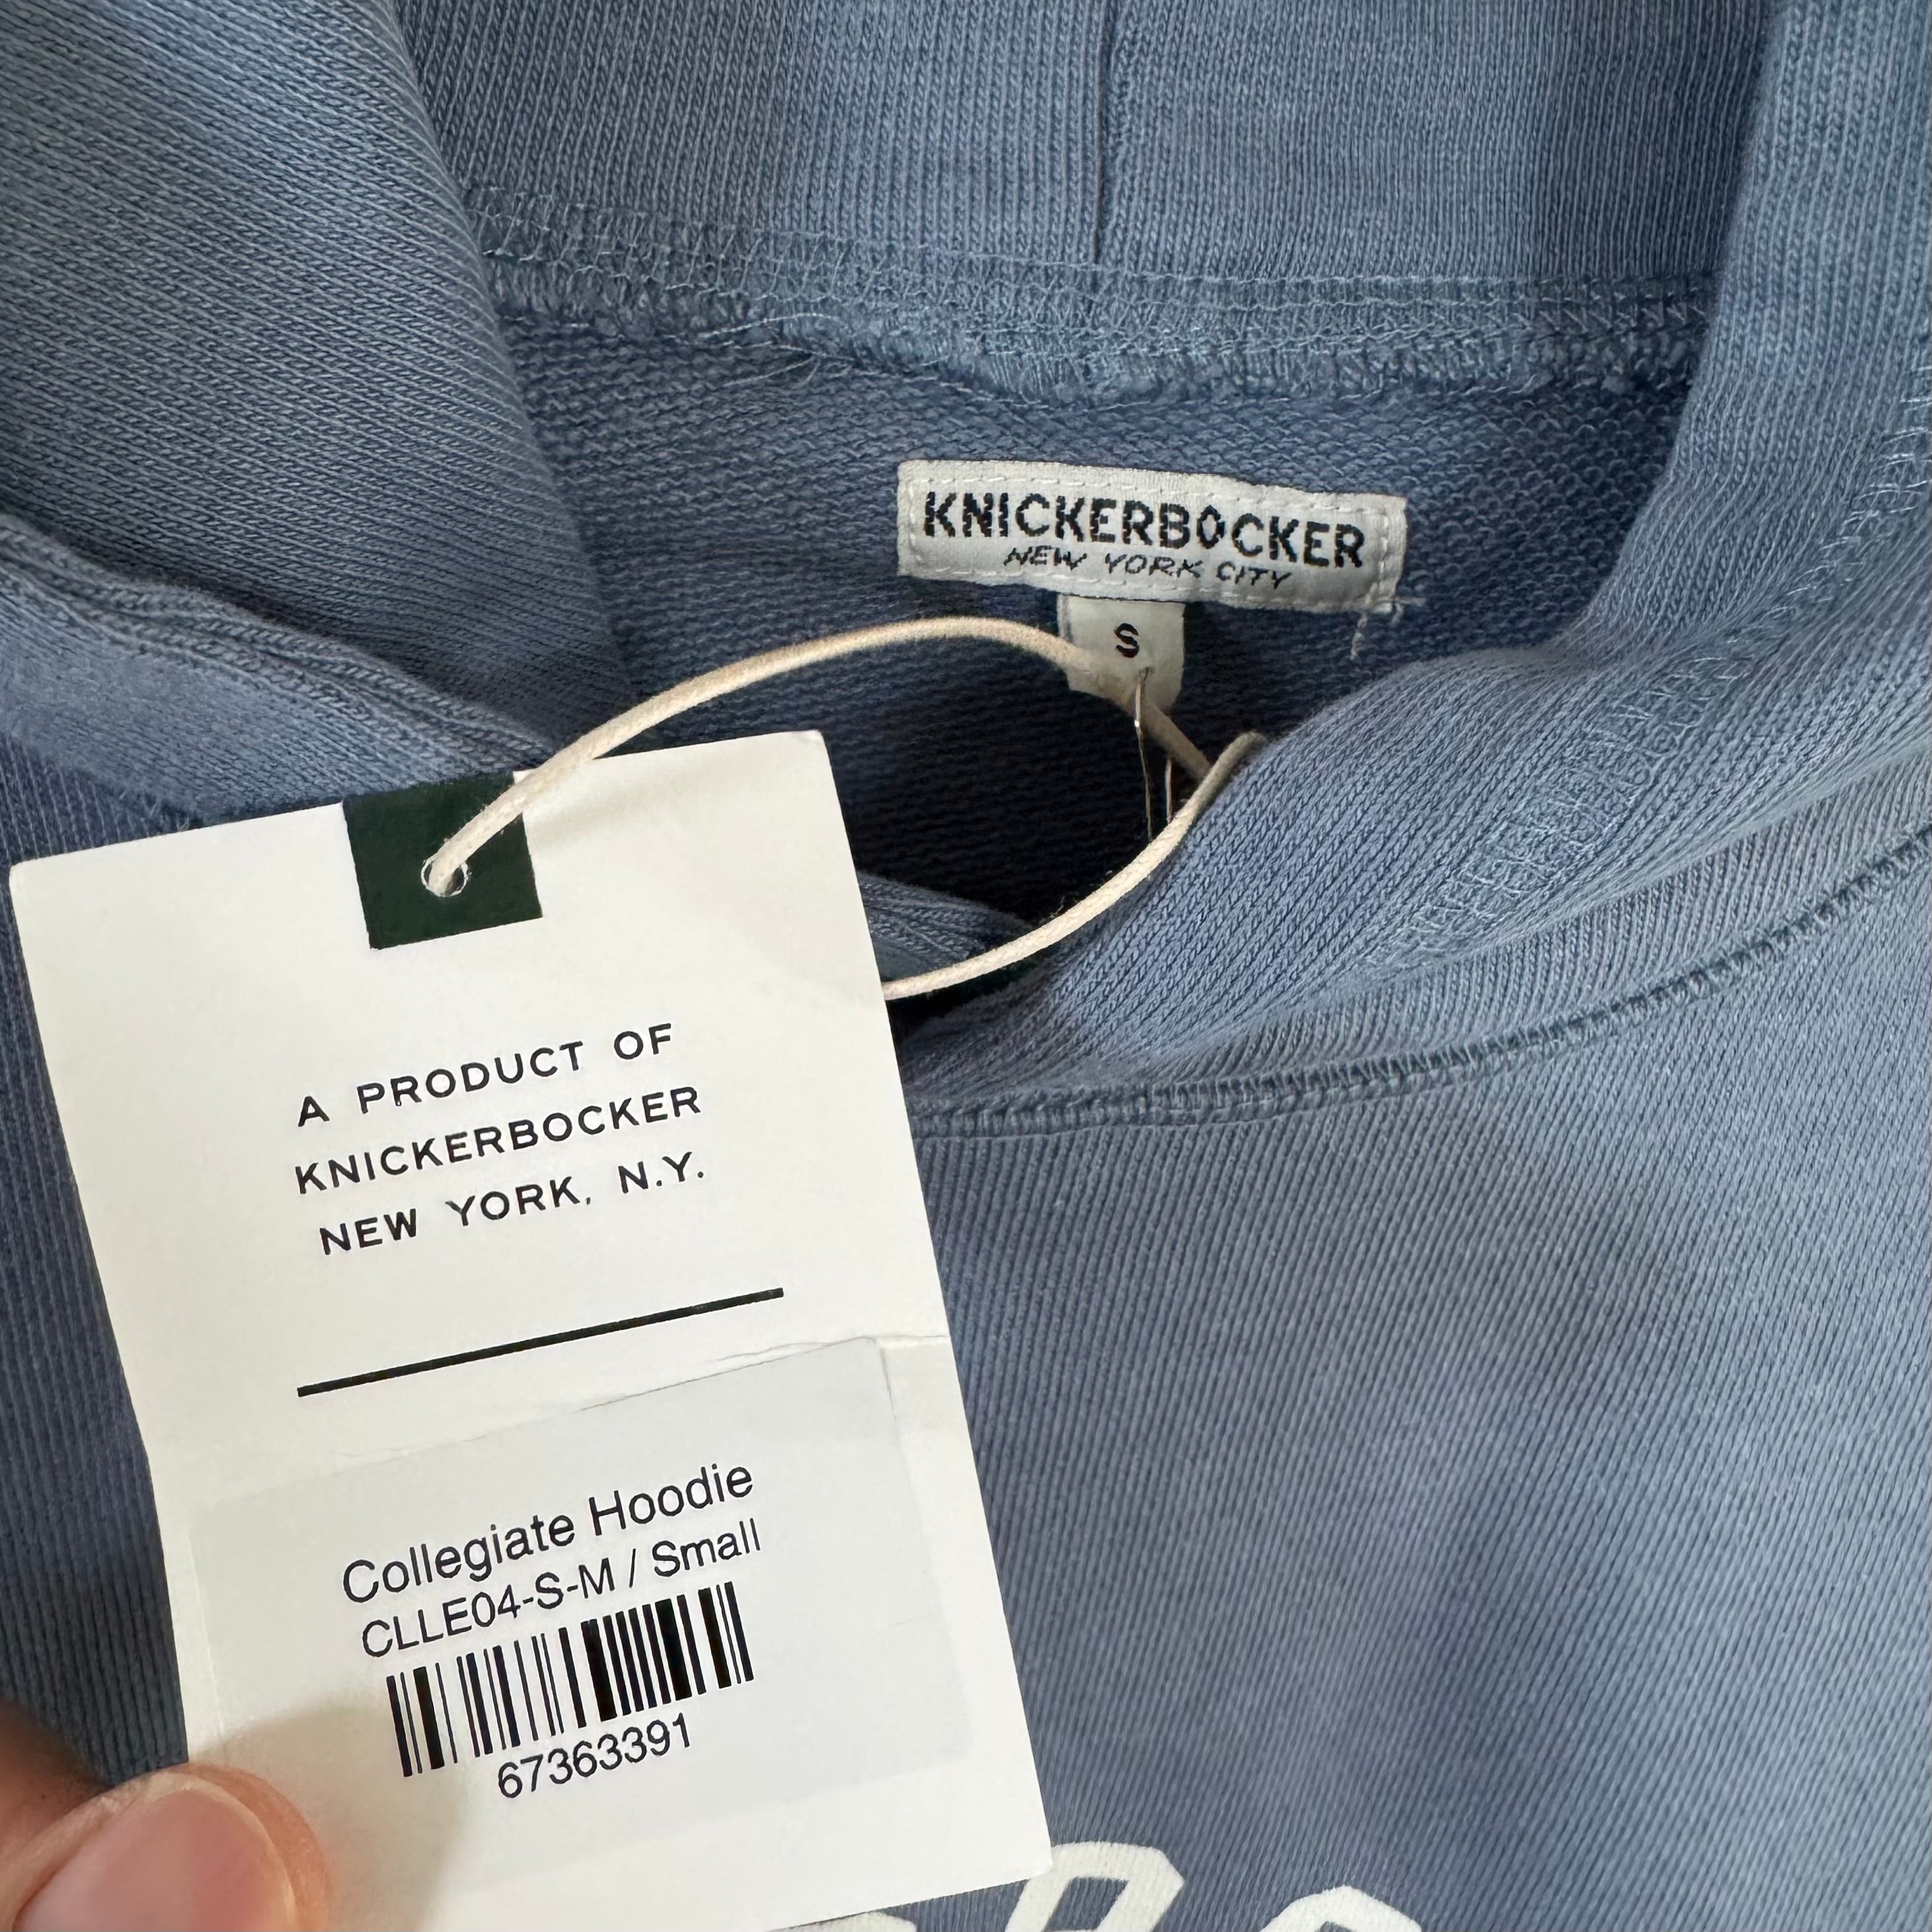 KNICKERBOCKER
NEW YORK CITY
S
A PRODUCT OF
KNICKERBOCKER
NEW YORK, N.Y.
Collegiate Hoodie
CLLE04-S-M / Small
67363391